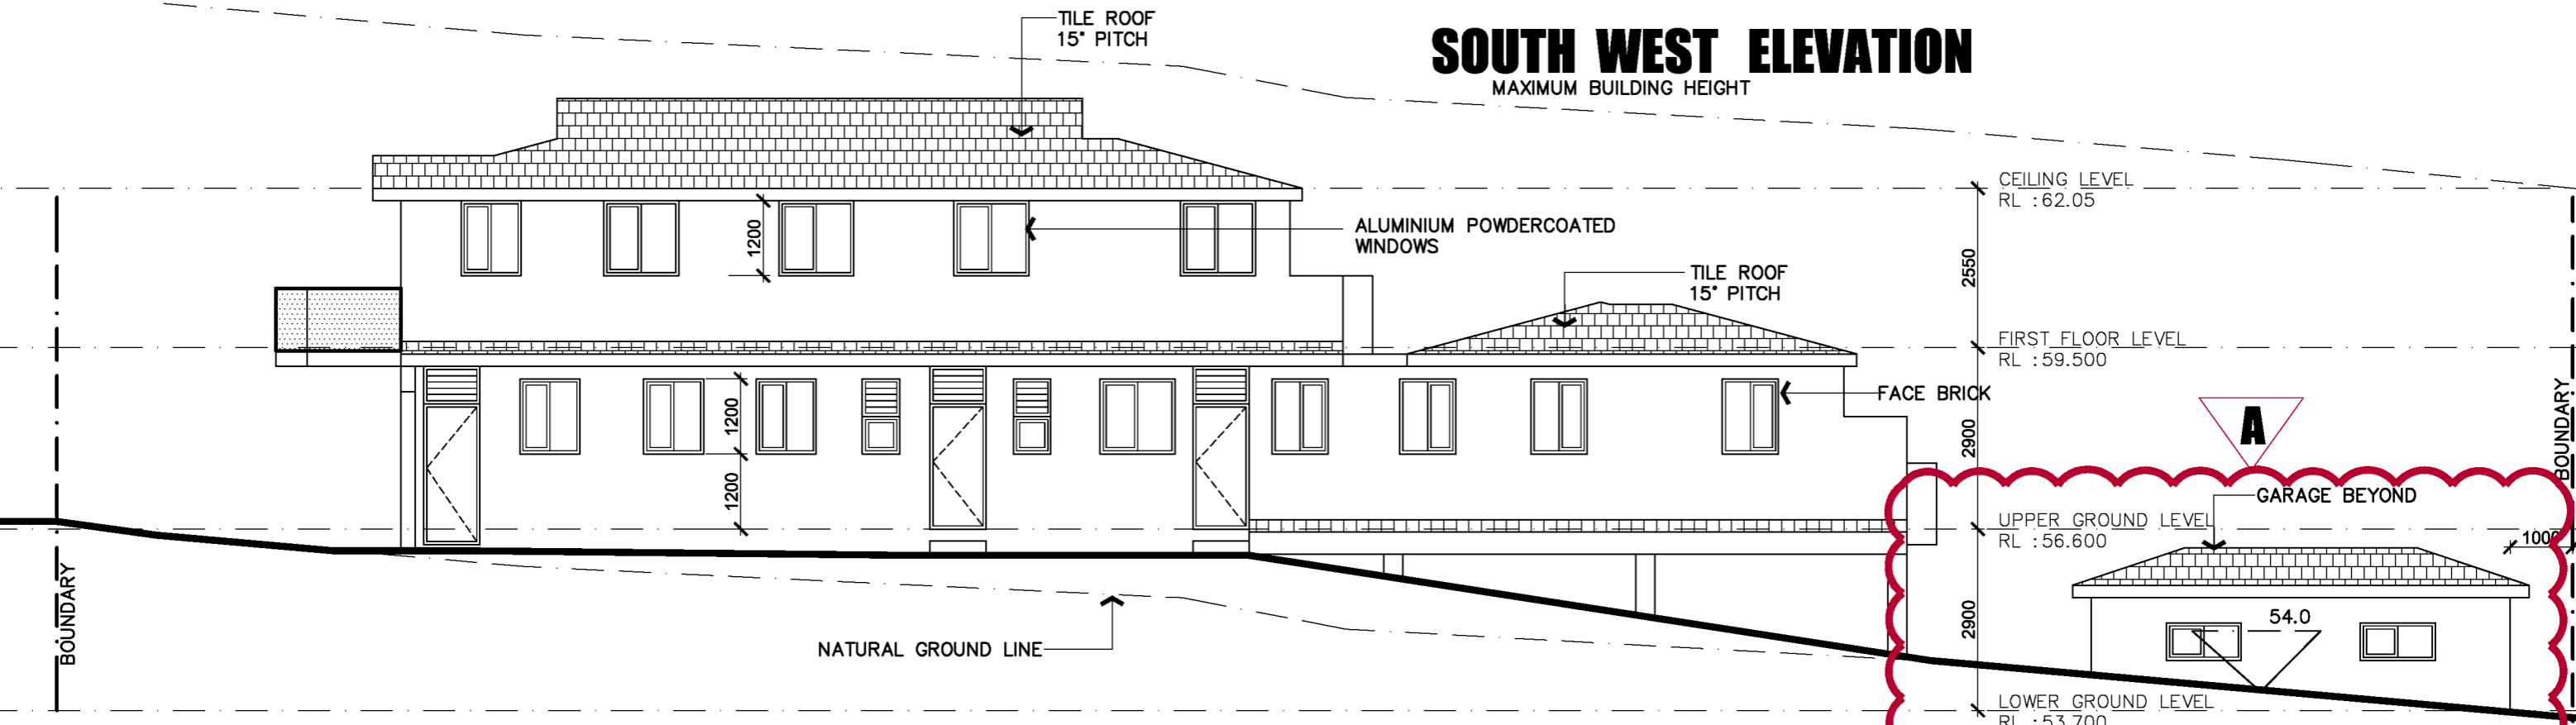 TILE ROOF
15° PITCH
SOUTH WEST ELEVATION
MAXIMUM BUILDING HEIGHT
CEILING LEVEL
RL :62.05
1200
ALUMINIUM POWDERCOATED
WINDOWS
2550
TILE ROOF
15° PITCH
FIRST FLOOR LEVEL
RL :59.500
FACE BRICK
1200
2900
A
BOUNDARY
1200
GARAGE BEYOND
UPPER GROUND LEVEL
RL :56.600
1000
BOUNDARY
2900
54.0
NATURAL GROUND LINE
LOWER GROUND LEVEL
RL :53.700